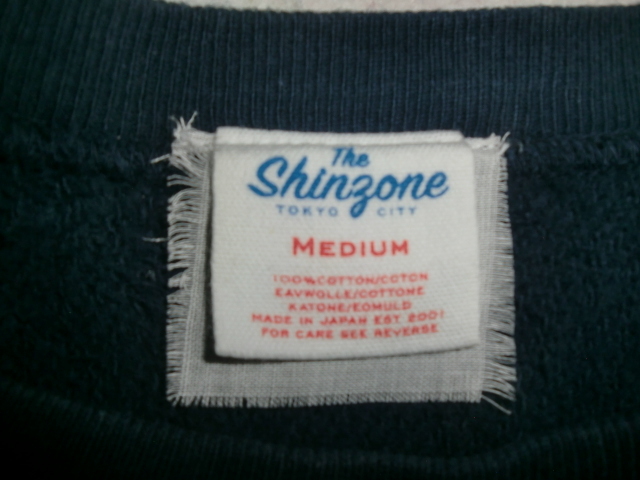 The
Shinzone
TOKYO CITY
MEDIUM
100%COTTON/COTON
EAVWOLLE/COTTONE
KATONE/EOMULD
MADE IN JAPAN EST. 2001
FOR CARE SEE REVERSE